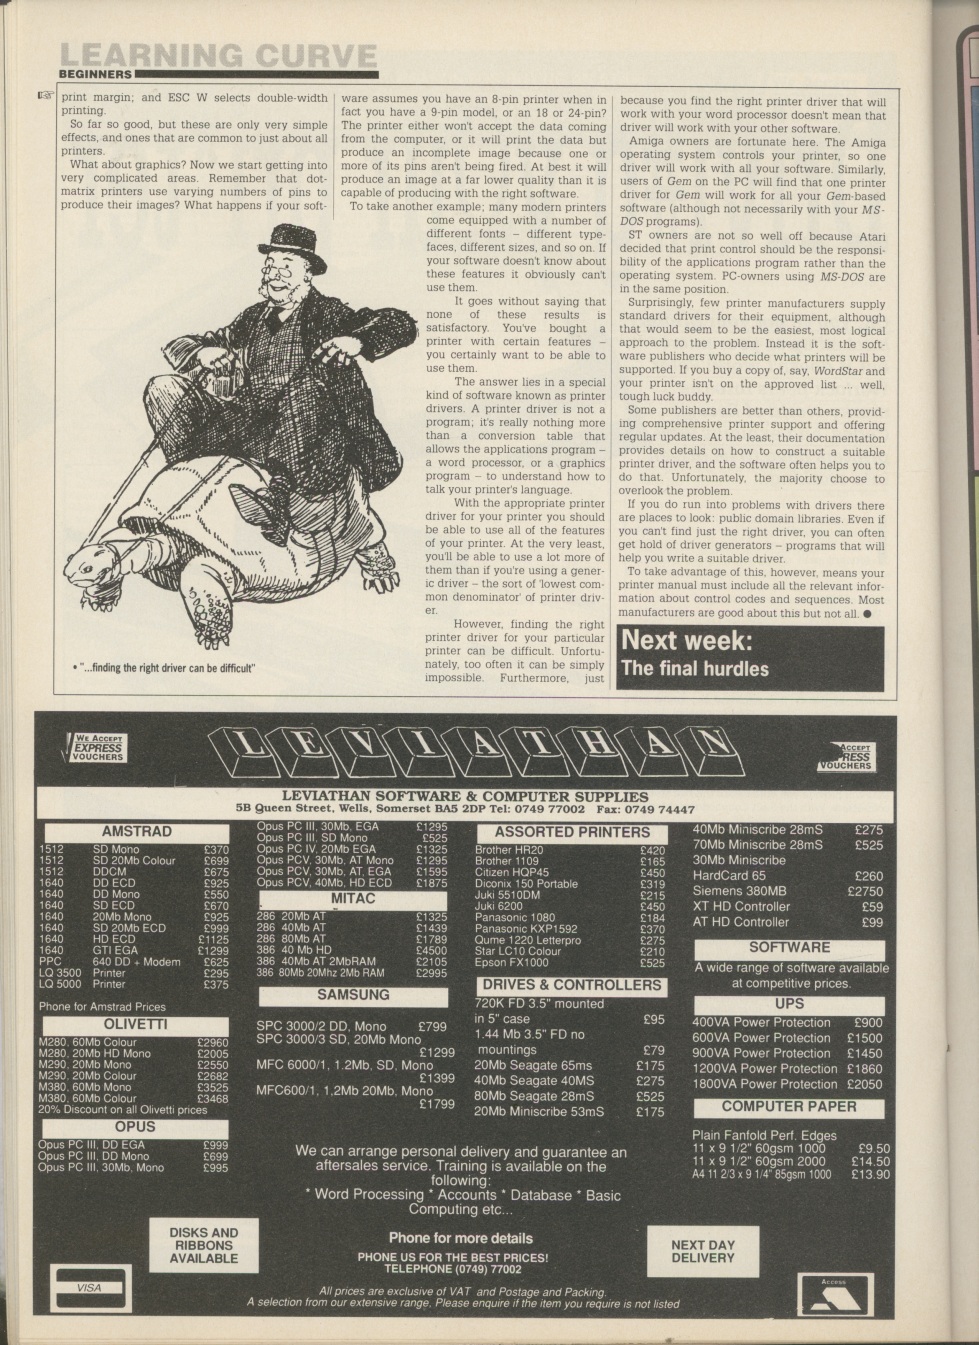 LEARNING CURVE
BEGINNERS
print margin; and ESC W selects double-width
printing.
So far so good, but these are only very simple
effects, and ones that are common to just about all
printers.
What about graphics? Now we start getting into
very complicated areas. Remember that dot-
matrix printers use varying numbers of pins to
produce their images? What happens if your soft-
ware assumes you have an 8-pin printer when in
fact you have a 9-pin model, or an 18 or 24-pin?
The printer either won't accept the data coming
from the computer, or it will print the data but
produce an incomplete image because one or
more of its pins aren't being fired. At best it will
produce an image at a far lower quality than it is
capable of producing with the right software.
To take another example; many modern printers
come equipped with a number of
different fonts – different type-
faces, different sizes, and so on. If
your software doesn't know about
these features it obviously can't
use them.
It goes without saying that
none of these results is
satisfactory. You've bought a
printer with certain features –
you certainly want to be able to
use them.
The answer lies in a special
kind of software known as printer
drivers. A printer driver is not a
program; it's really nothing more
than a conversion table that
allows the applications program –
a word processor, or a graphics
program – to understand how to
talk your printer's language.
With the appropriate printer
driver for your printer you should
be able to use all of the features
of your printer. At the very least,
you'll be able to use a lot more of
them than if you're using a gener-
ic driver – the sort of 'lowest com-
mon denominator' of printer driv-
er.
However, finding the right
printer driver for your particular
printer can be difficult. Unfortu-
nately, too often it can be simply
impossible. Furthermore, just
• "...finding the right driver can be difficult"
because you find the right printer driver that will
work with your word processor doesn't mean that
driver will work with your other software.
Amiga owners are fortunate here. The Amiga
operating system controls your printer, so one
driver will work with all your software. Similarly,
users of Gem on the PC will find that one printer
driver for Gem will work for all your Gem-based
software (although not necessarily with your MS-
DOS programs).
ST owners are not so well off because Atari
decided that print control should be the responsi-
bility of the applications program rather than the
operating system. PC-owners using MS-DOS are
in the same position.
Surprisingly, few printer manufacturers supply
standard drivers for their equipment, although
that would seem to be the easiest, most logical
approach to the problem. Instead it is the soft-
ware publishers who decide what printers will be
supported. If you buy a copy of, say, WordStar and
your printer isn't on the approved list ... well,
tough luck buddy.
Some publishers are better than others, provid-
ing comprehensive printer support and offering
regular updates. At the least, their documentation
provides details on how to construct a suitable
printer driver, and the software often helps you to
do that. Unfortunately, the majority choose to
overlook the problem.
If you do run into problems with drivers there
are places to look: public domain libraries. Even if
you can't find just the right driver, you can often
get hold of driver generators – programs that will
help you write a suitable driver.
To take advantage of this, however, means your
printer manual must include all the relevant infor-
mation about control codes and sequences. Most
manufacturers are good about this but not all. ●
Next week:
The final hurdles
WE ACCEPT
EXPRESS
VOUCHERS
LEVIATHAN
ACCEPT
PRESS
VOUCHERS
LEVIATHAN SOFTWARE & COMPUTER SUPPLIES
5B Queen Street, Wells, Somerset BA5 2DP Tel: 0749 77002 Fax: 0749 74447
AMSTRAD
1512 SD Mono £370
1512 SD 20Mb Colour £699
1512 DDCM £675
1640 DD ECD £925
1640 DD Mono £550
1640 SD ECD £670
1640 20Mb Mono £925
1640 SD 20Mb ECD £999
1640 HD ECD £1125
1640 GTI EGA £1299
PPC 640 DD + Modem £625
LQ 3500 Printer £295
LQ 5000 Printer £375
Phone for Amstrad Prices
OLIVETTI
M280, 60Mb Colour £2960
M280, 20Mb HD Mono £2005
M290, 20Mb Mono £2550
M290, 20Mb Colour £2682
M380, 60Mb Mono £3525
M380, 60Mb Colour £3468
20% Discount on all Olivetti prices
OPUS
Opus PC III, DD EGA £999
Opus PC III, DD Mono £699
Opus PC III, 30Mb, Mono £995
Opus PC III, 30Mb, EGA £1295
Opus PC III, SD Mono £525
Opus PC IV, 20Mb EGA £1325
Opus PCV, 30Mb, AT Mono £1295
Opus PCV, 30Mb, AT, EGA £1595
Opus PCV, 40Mb, HD ECD £1875
MITAC
286 20Mb AT £1325
286 40Mb AT £1439
286 80Mb AT £1789
386 40 Mb HD £4500
386 40Mb AT 2MbRAM £2105
386 80Mb 20Mhz 2Mb RAM £2995
SAMSUNG
SPC 3000/2 DD, Mono £799
SPC 3000/3 SD, 20Mb Mono
£1299
MFC 6000/1, 1.2Mb, SD, Mono
£1399
MFC600/1, 1,2Mb 20Mb, Mono
£1799
ASSORTED PRINTERS
Brother HR20 £420
Brother 1109 £165
Citizen HQP45 £450
Diconix 150 Portable £319
Juki 5510DM £215
Juki 6200 £450
Panasonic 1080 £184
Panasonic KXP1592 £370
Qume 1220 Letterpro £275
Star LC10 Colour £210
Epson FX1000 £525
DRIVES & CONTROLLERS
720K FD 3.5" mounted
in 5" case £95
1.44 Mb 3.5" FD no
mountings £79
20Mb Seagate 65ms £175
40Mb Seagate 40MS £275
80Mb Seagate 28mS £525
20Mb Miniscribe 53mS £175
40Mb Miniscribe 28mS £275
70Mb Miniscribe 28mS £525
30Mb Miniscribe
HardCard 65 £260
Siemens 380MB £2750
XT HD Controller £59
AT HD Controller £99
SOFTWARE
A wide range of software available
at competitive prices.
UPS
400VA Power Protection £900
600VA Power Protection £1500
900VA Power Protection £1450
1200VA Power Protection £1860
1800VA Power Protection £2050
COMPUTER PAPER
Plain Fanfold Perf. Edges
11 x 9 1/2" 60gsm 1000 £9.50
11 x 9 1/2" 60gsm 2000 £14.50
A4 11 2/3 x 9 1/4" 85gsm 1000 £13.90
We can arrange personal delivery and guarantee an
aftersales service. Training is available on the
following:
* Word Processing * Accounts * Database * Basic
Computing etc...
DISKS AND
RIBBONS
AVAILABLE
Phone for more details
PHONE US FOR THE BEST PRICES!
TELEPHONE (0749) 77002
NEXT DAY
DELIVERY
VISA
All prices are exclusive of VAT and Postage and Packing.
A selection from our extensive range, Please enquire if the item you require is not listed
Access